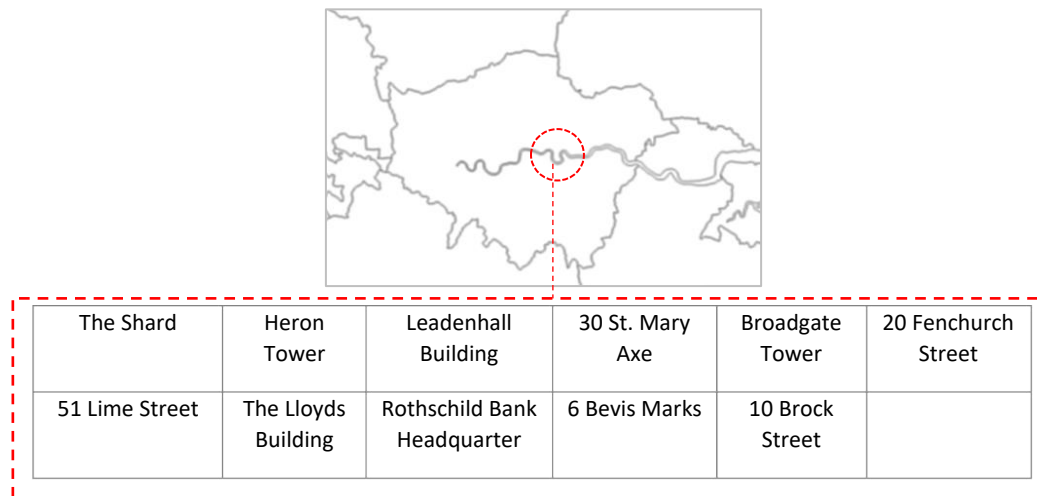 The Shard
Heron
Tower
Leadenhall
Building
30 St. Mary
Axe
Broadgate
Tower
20 Fenchurch
Street
51 Lime Street
The Lloyds
Building
Rothschild Bank
Headquarter
6 Bevis Marks
10 Brock
Street